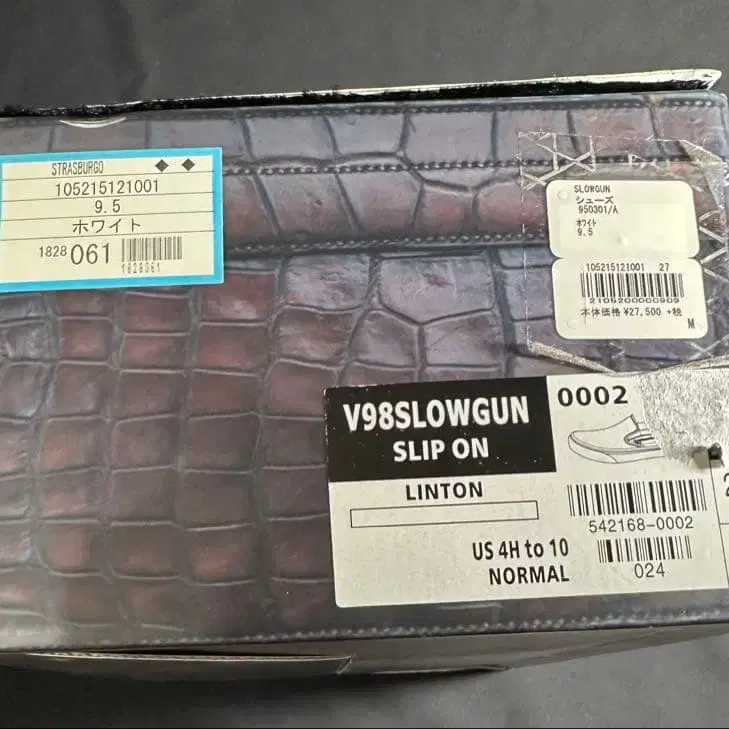 STRASBURGO ◆ ◆
105215121001
9.5
ホワイト
1828 061
1828061
SLOWGUN
シューズ
950301/A
ホワイト
9.5
105215121001 27
2105200000909
本体価格 ¥27,500 +税
M
V98SLOWGUN
SLIP ON
0002
LINTON
542168-0002
US 4H to 10
NORMAL
024